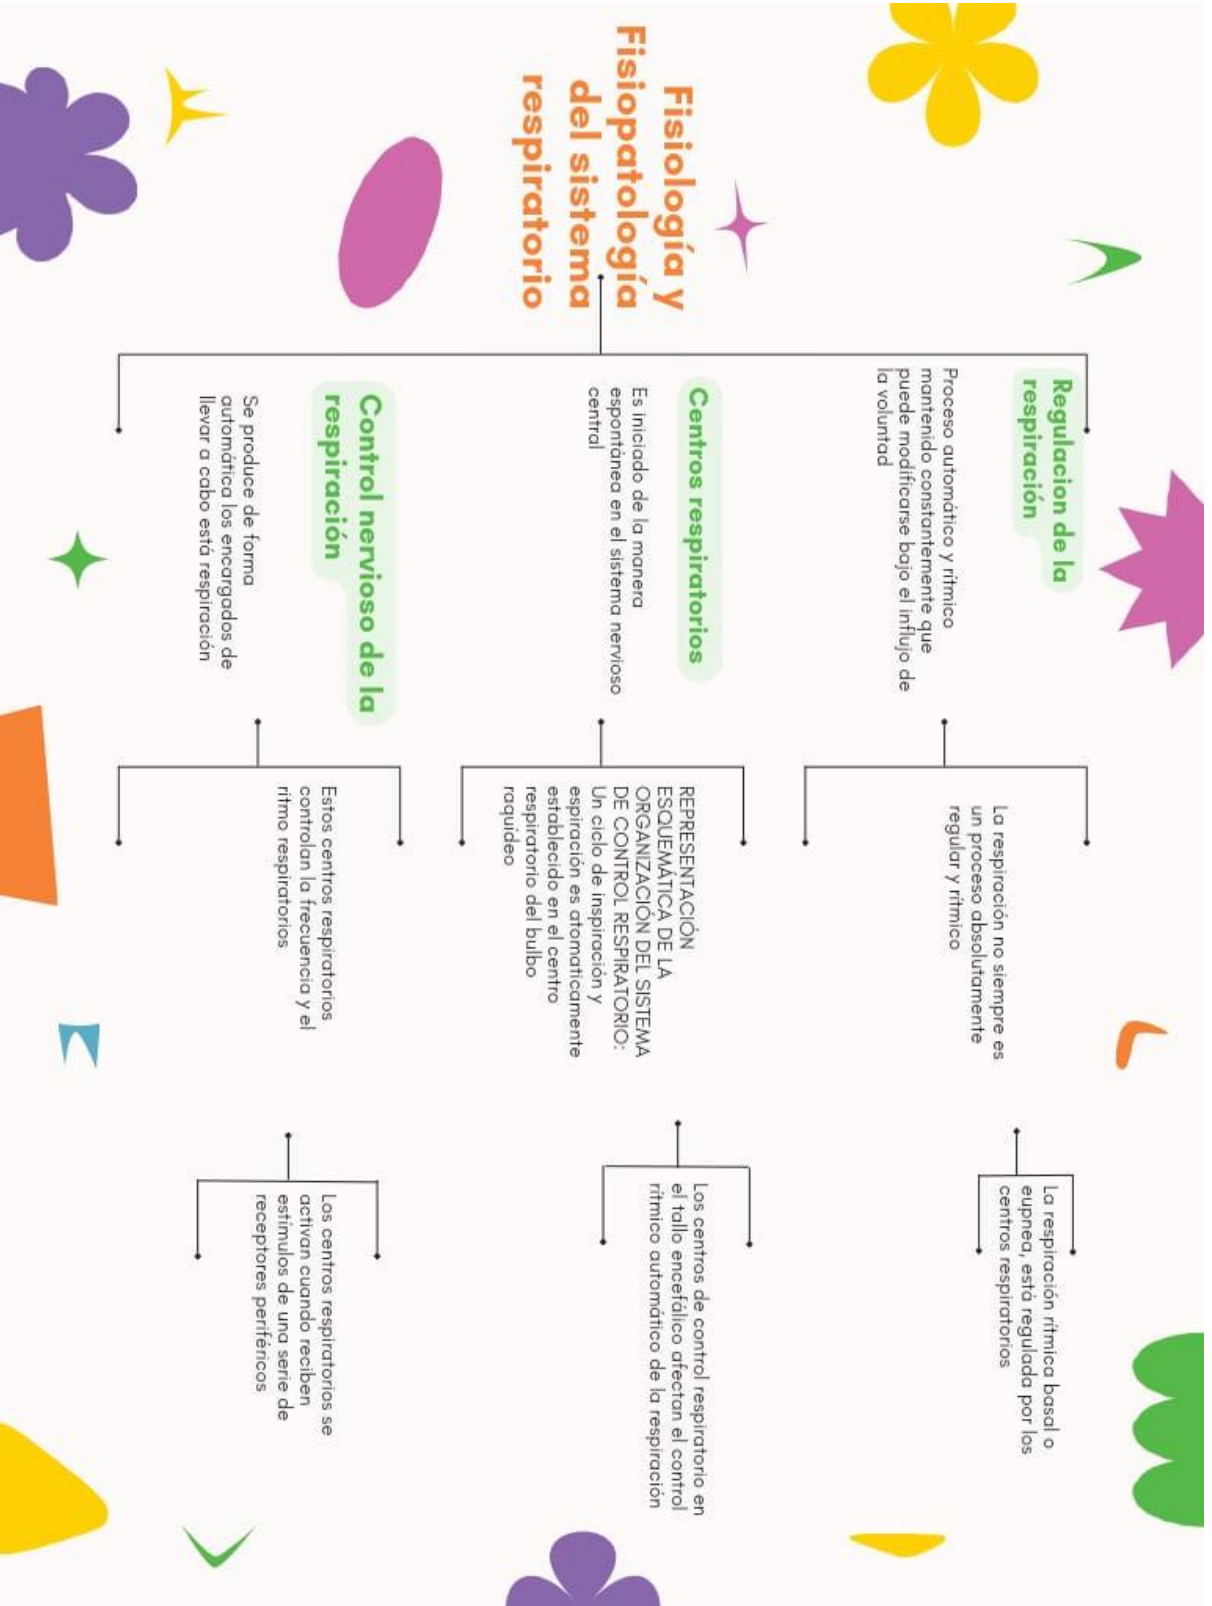 Fisiología y
Fisiopatología
del sistema
respiratorio
Regulacion de la
respiración
Proceso automático y rítmico
mantenido constantemente que
puede modificarse bajo el influjo de
la voluntad
La respiración no siempre es
un proceso absolutamente
regular y rítmico
La respiración rítmica basal o
eupnea, está regulada por los
centros respiratorios
Centros respiratorios
Es iniciado de la manera
espontánea en el sistema nervioso
central
REPRESENTACIÓN
ESQUEMÁTICA DE LA
ORGANIZACIÓN DEL SISTEMA
DE CONTROL RESPIRATORIO:
Un ciclo de inspiración y
espiración es atomaticamente
establecido en el centro
respiratorio del bulbo
raquideo
Los centros de control respiratorio en
el tallo encefálico afectan el control
rítmico automático de la respiración
Control nervioso de la
respiración
Se produce de forma
automática los encargados de
llevar a cabo está respiración
Estos centros respiratorios
controlan la frecuencia y el
ritmo respiratorios
Los centros respiratorios se
activan cuando reciben
estímulos de una serie de
receptores periféricos